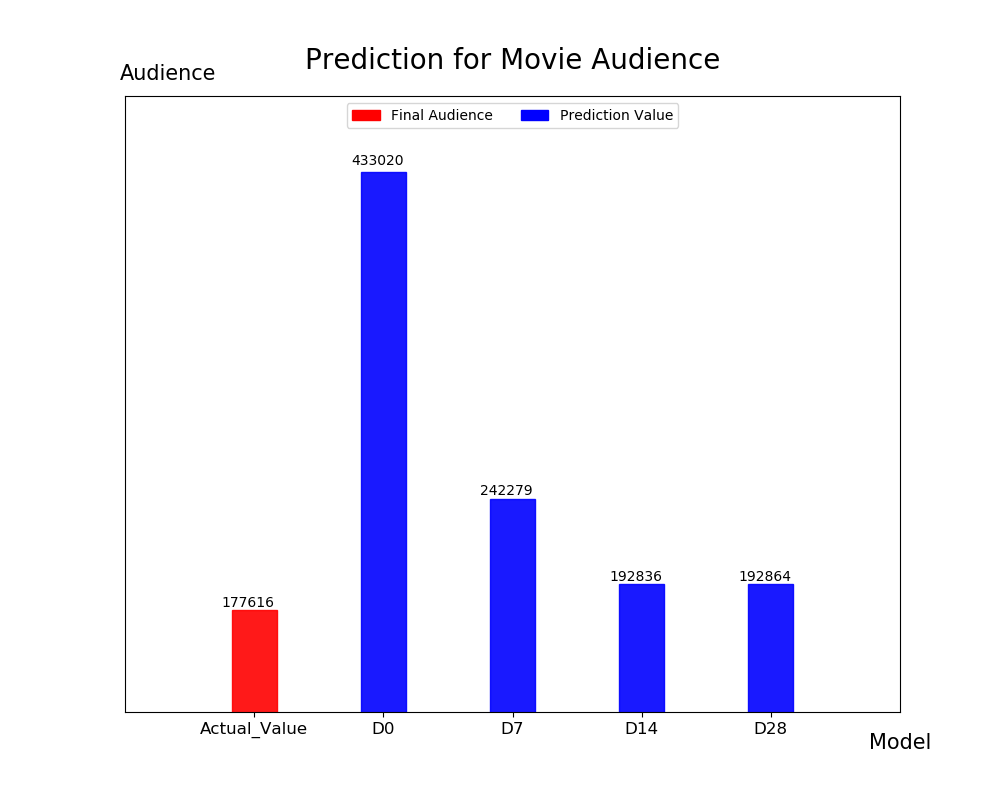 Prediction for Movie Audience
Audience
Final Audience Prediction Value
433020
242279
192836 192864
177616
Actual_Value D0 D7 D14 D28
Model